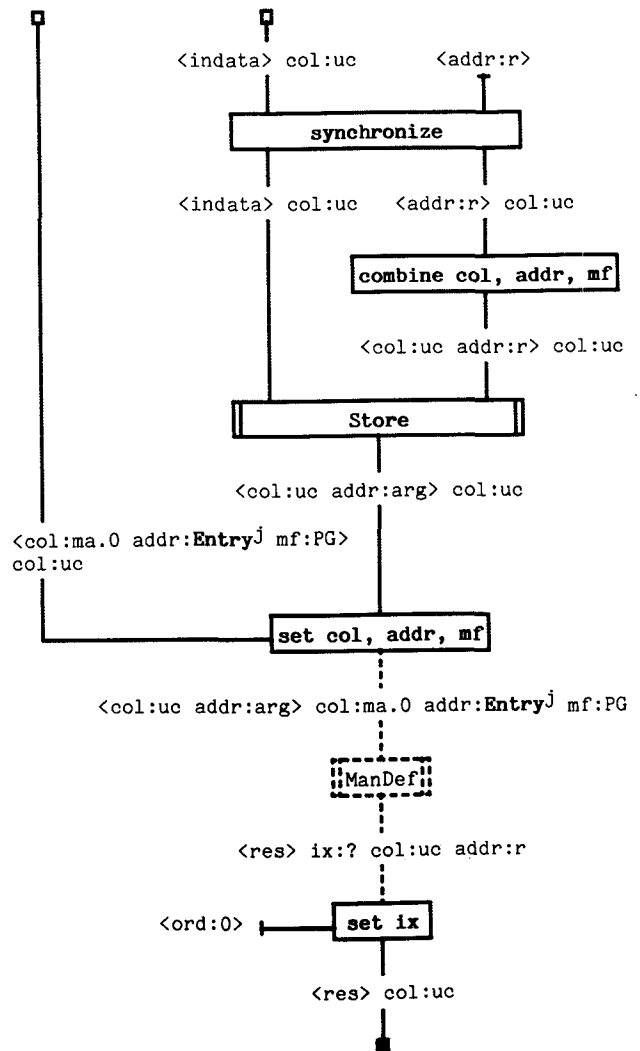 <indata> col:uc <addr:r>
synchronize
<indata> col:uc <addr:r> col:uc
combine col, addr, mf
<col:uc addr:r> col:uc
Store
<col:uc addr:arg> col:uc
<col:ma.0 addr:Entryj mf:PG>
col:uc
set col, addr, mf
<col:uc addr:arg> col:ma.0 addr:Entryj mf:PG
ManDef
<res> ix:? col:uc addr:r
<ord:0> set ix
<res> col:uc